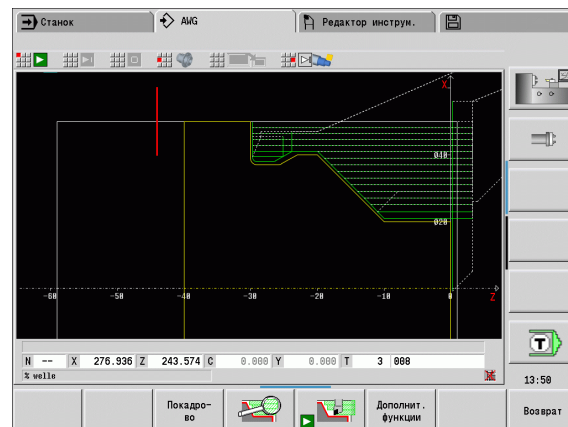 Станок AWG Редактор инструм.
X
Ø40
Ø20
-60 -50 -40 -30 -20 -10 0 Z
N -- X 276.936 Z 243.574 C 0.000 Y 0.000 T 3 008
% welle
T
13:50
Покадро-
во
Дополнит.
функции
Возврат